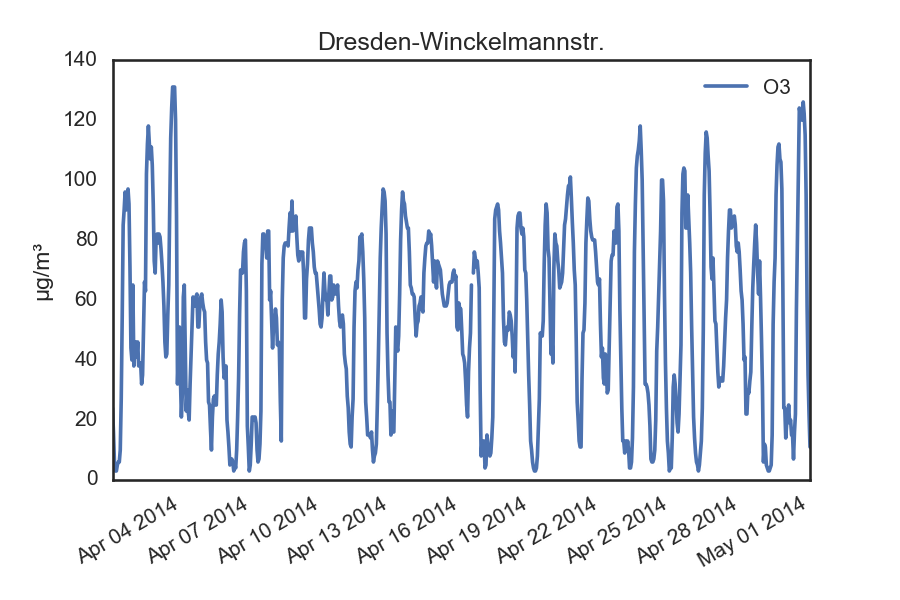 Dresden-Winckelmannstr.
O3
µg/m³
140
120
100
80
60
40
20
0
Apr 04 2014
Apr 07 2014
Apr 10 2014
Apr 13 2014
Apr 16 2014
Apr 19 2014
Apr 22 2014
Apr 25 2014
Apr 28 2014
May 01 2014